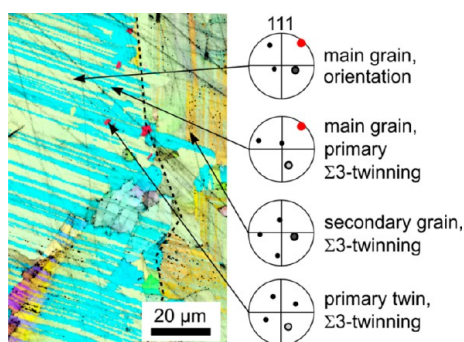 111
main grain,
orientation
main grain,
primary
Σ3-twinning
secondary grain,
Σ3-twinning
primary twin,
Σ3-twinning
20 μm